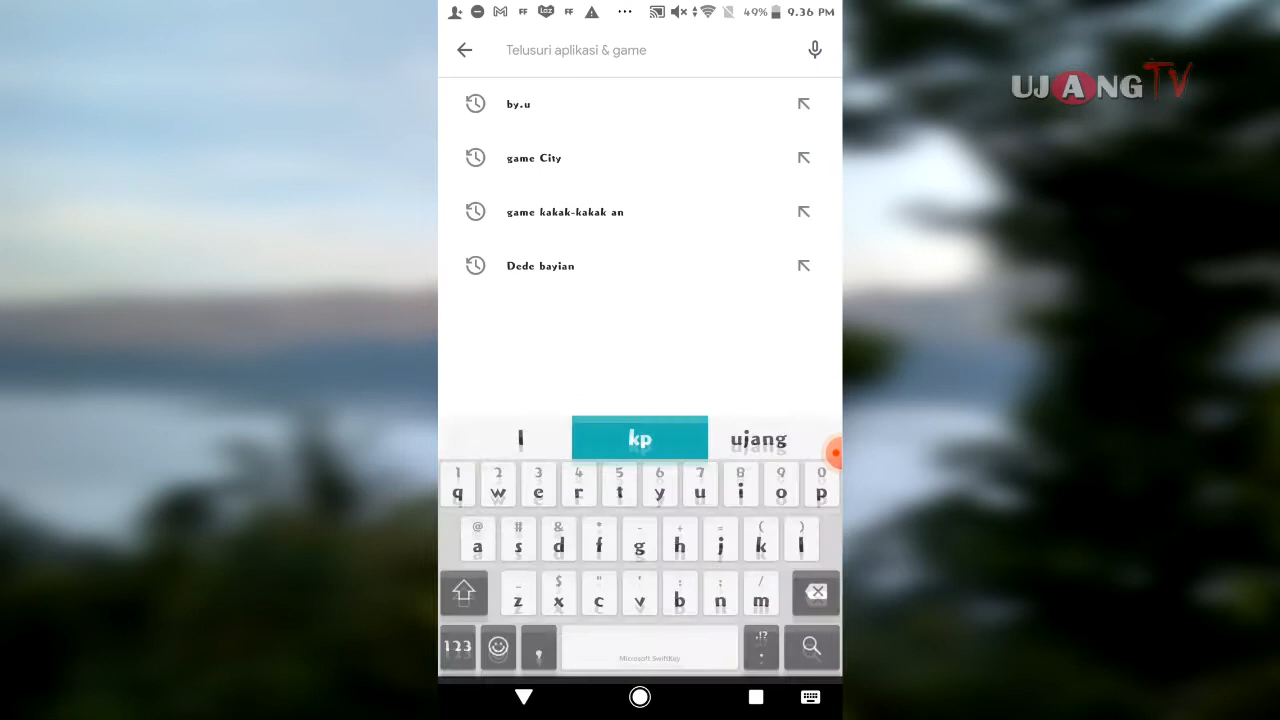 49% 9.36 PM
Telusuri aplikasi & game
UJANG TV
by.u
game City
game kakak-kakak an
Dede bayian
l kp ujang
1 2 3 4 5 6 7 8 9 0
q w e r t y u i o p
@ # & * - + = ( )
a s d f g h j k l
_ $ " ' : ; /
z x c v b n m
123 , .!? .
Microsoft SwiftKey